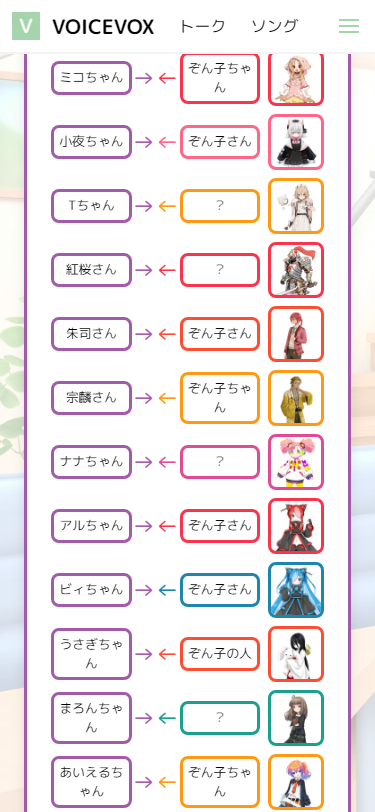 V VOICEVOX トーク ソング
ミコちゃん → ← ぞん子ちゃ
ん
小夜ちゃん → ← ぞん子さん
Tちゃん → ← ?
紅桜さん → ← ?
朱司さん → ← ぞん子さん
宗麟さん → ← ぞん子ちゃ
ん
ナナちゃん → ← ?
アルちゃん → ← ぞん子さん
ビィちゃん → ← ぞん子さん
うさぎちゃ
ん → ← ぞん子の人
まろんちゃ
ん → ← ?
あいえるち
ゃん → ← ぞん子ちゃ
ん